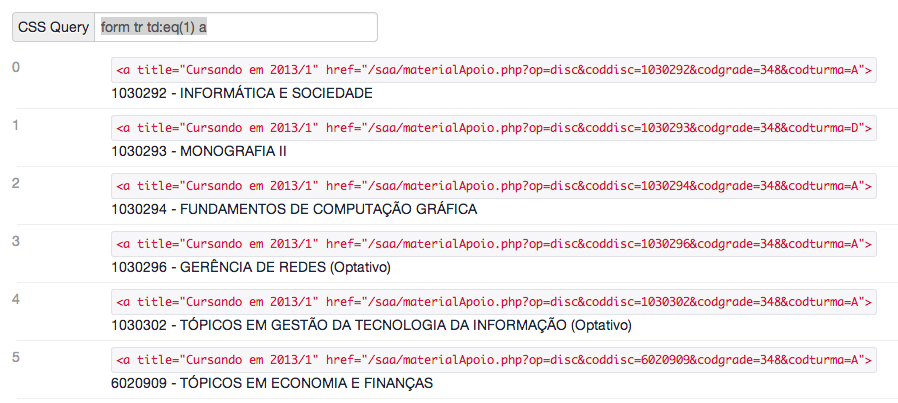 CSS Query form tr td:eq(1) a
0 <a title="Cursando em 2013/1" href="/saa/materialApoio.php?op=disc&coddisc=1030292&codgrade=348&codturma=A">
1030292 - INFORMÁTICA E SOCIEDADE
1 <a title="Cursando em 2013/1" href="/saa/materialApoio.php?op=disc&coddisc=1030293&codgrade=348&codturma=D">
1030293 - MONOGRAFIA II
2 <a title="Cursando em 2013/1" href="/saa/materialApoio.php?op=disc&coddisc=1030294&codgrade=348&codturma=A">
1030294 - FUNDAMENTOS DE COMPUTAÇÃO GRÁFICA
3 <a title="Cursando em 2013/1" href="/saa/materialApoio.php?op=disc&coddisc=1030296&codgrade=348&codturma=A">
1030296 - GERÊNCIA DE REDES (Optativo)
4 <a title="Cursando em 2013/1" href="/saa/materialApoio.php?op=disc&coddisc=1030302&codgrade=348&codturma=A">
1030302 - TÓPICOS EM GESTÃO DA TECNOLOGIA DA INFORMAÇÃO (Optativo)
5 <a title="Cursando em 2013/1" href="/saa/materialApoio.php?op=disc&coddisc=6020909&codgrade=348&codturma=A">
6020909 - TÓPICOS EM ECONOMIA E FINANÇAS